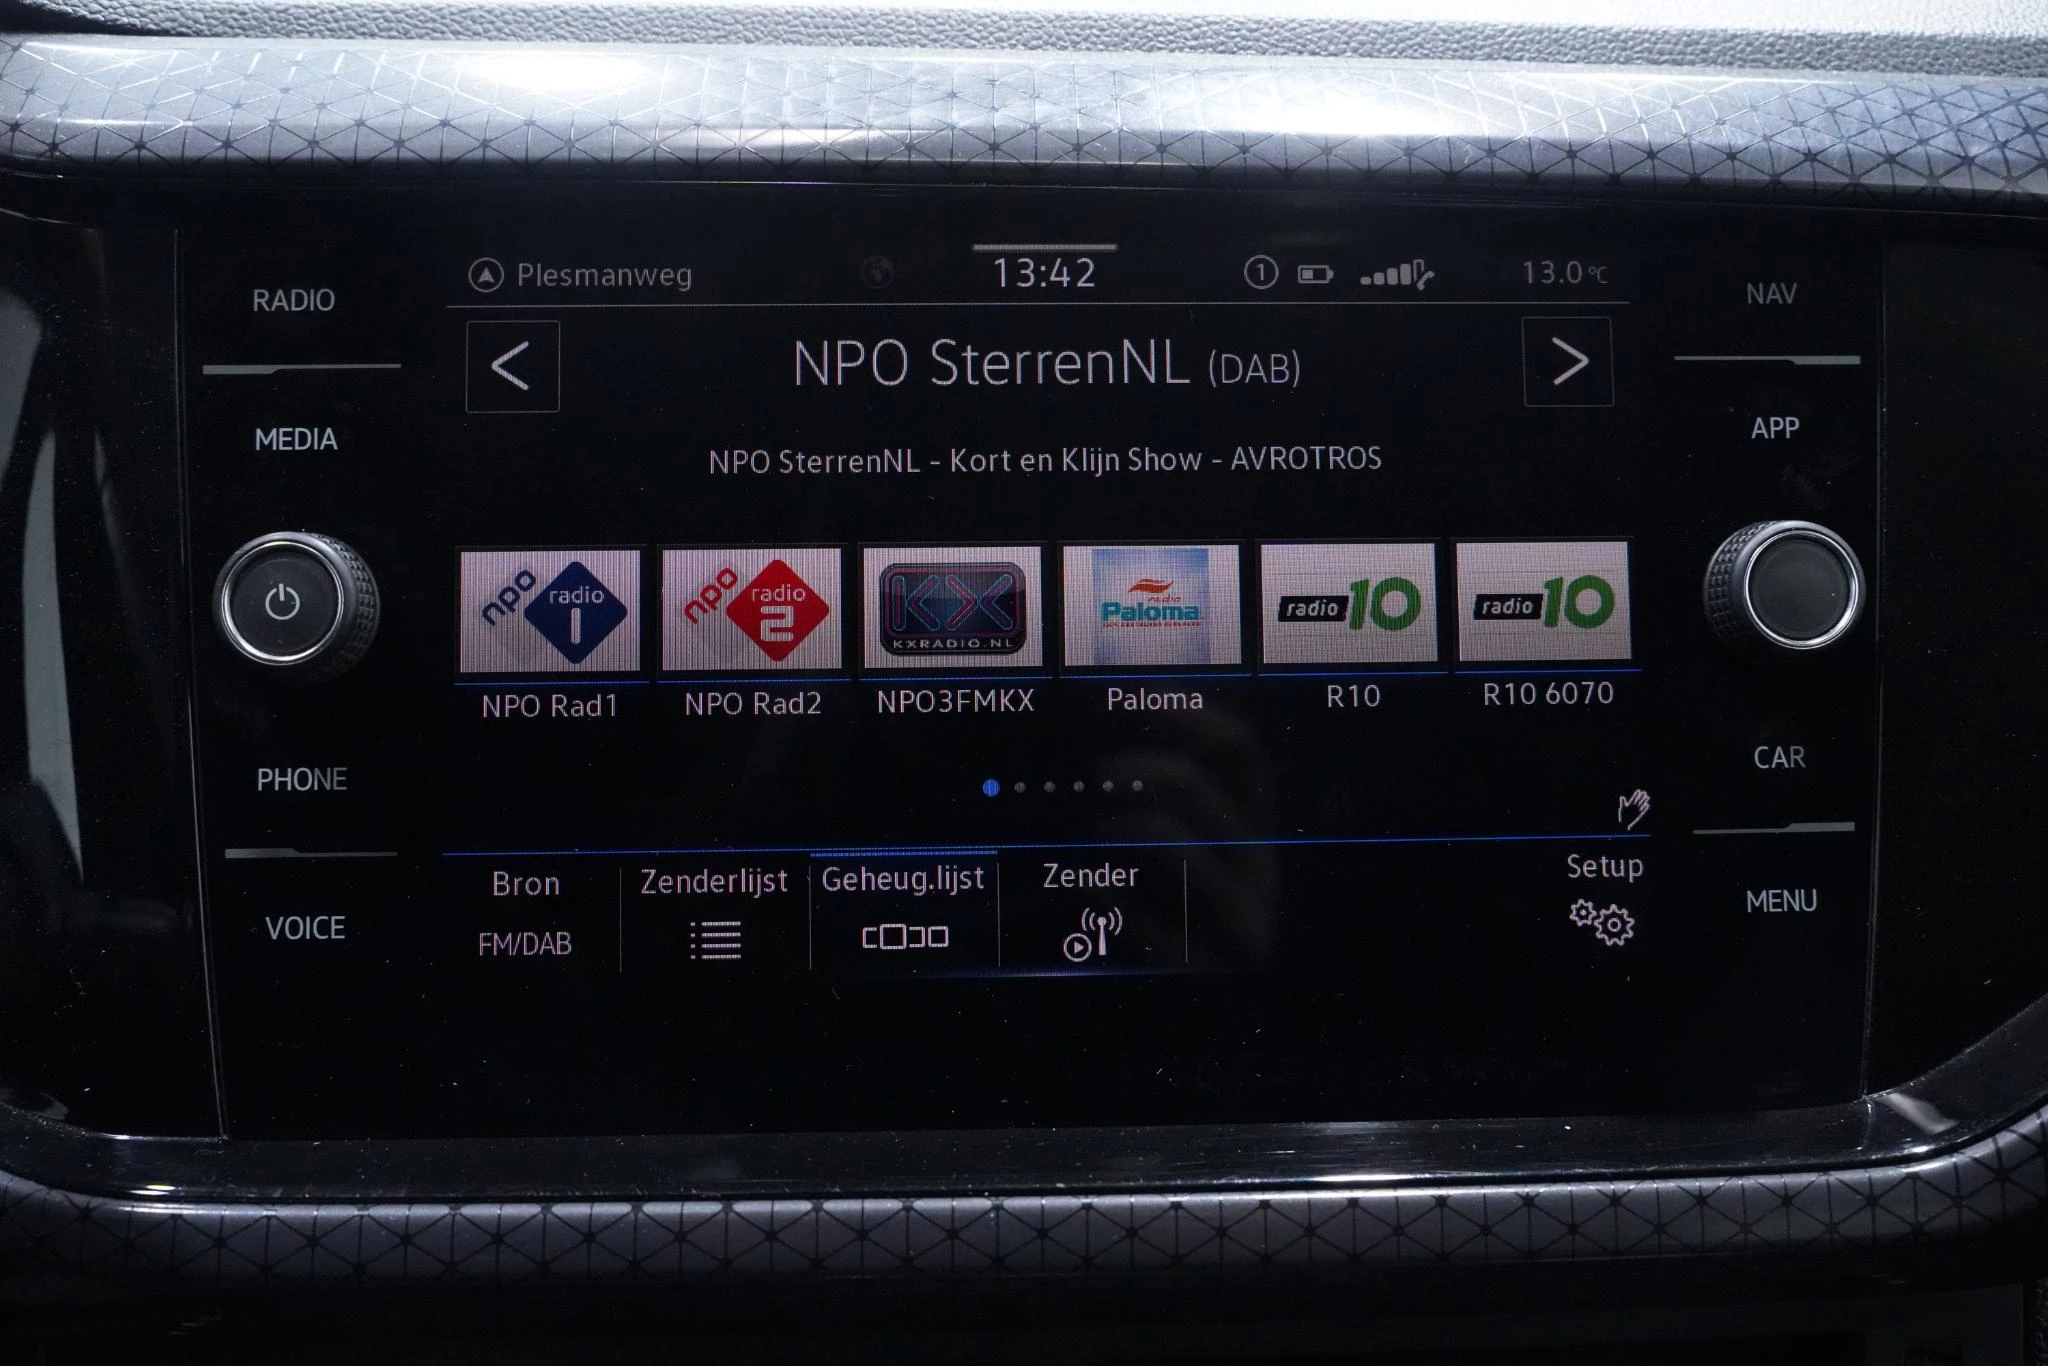 RADIO
MEDIA
PHONE
VOICE
Plesmanweg
13:42
1
13.0°C
NPO SterrenNL (DAB)
NPO SterrenNL - Kort en Klijn Show - AVROTROS
npo radio 1
npo radio 2
KX
KXRADIO.NL
radio
Paloma
radio 10
radio 10
NPO Rad1
NPO Rad2
NPO3FMKX
Paloma
R10
R10 6070
Bron
FM/DAB
Zenderlijst
Geheug.lijst
Zender
Setup
NAV
APP
CAR
MENU